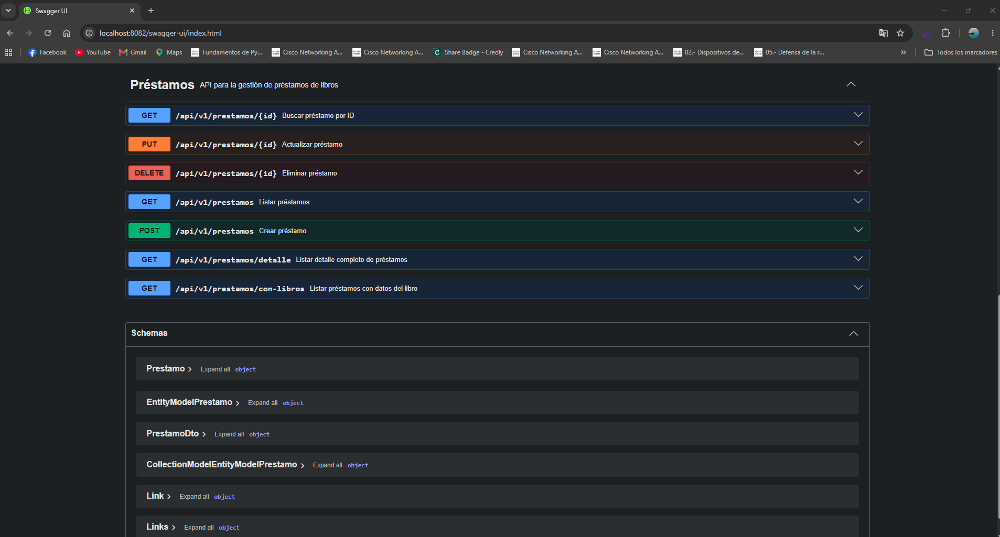 Swagger UI
localhost:8082/swagger-ui/index.html
Facebook YouTube Gmail Maps Fundamentos de Py... Cisco Networking A... Cisco Networking A... Share Badge - Credly Cisco Networking A... Cisco Networking A... 02.- Dispositivos de... 05.- Defensa de la r... » Todos los marcadores
Préstamos API para la gestión de préstamos de libros
GET /api/v1/prestamos/{id} Buscar préstamo por ID
PUT /api/v1/prestamos/{id} Actualizar préstamo
DELETE /api/v1/prestamos/{id} Eliminar préstamo
GET /api/v1/prestamos Listar préstamos
POST /api/v1/prestamos Crear préstamo
GET /api/v1/prestamos/detalle Listar detalle completo de préstamos
GET /api/v1/prestamos/con-libros Listar préstamos con datos del libro
Schemas
Prestamo Expand all object
EntityModelPrestamo Expand all object
PrestamoDto Expand all object
CollectionModelEntityModelPrestamo Expand all object
Link Expand all object
Links Expand all object